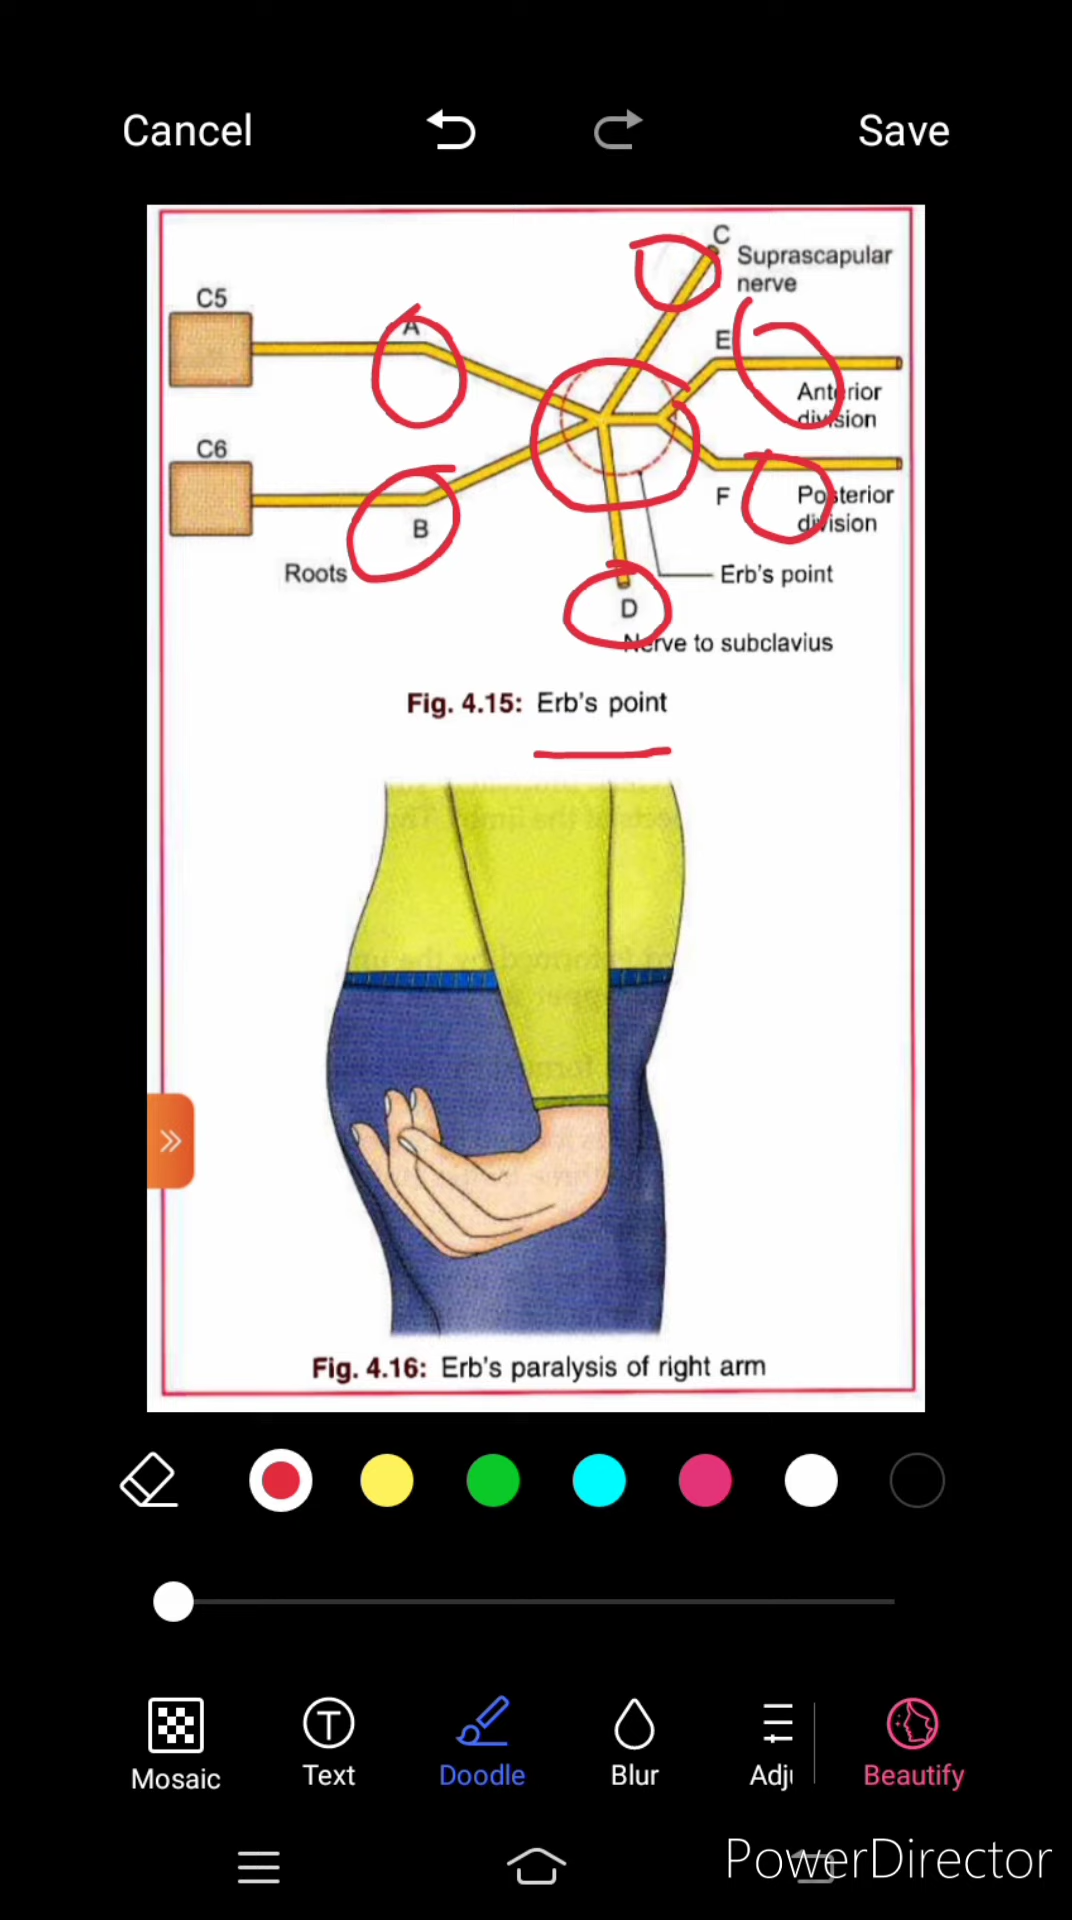 Cancel
Save
C
Suprascapular
nerve
C5
A
E
Anterior
division
C6
B
F
Posterior
division
Roots
Erb's point
D
Nerve to subclavius
Fig. 4.15: Erb's point
Fig. 4.16: Erb's paralysis of right arm
Mosaic
Text
Doodle
Blur
Adj
Beautify
PowerDirector